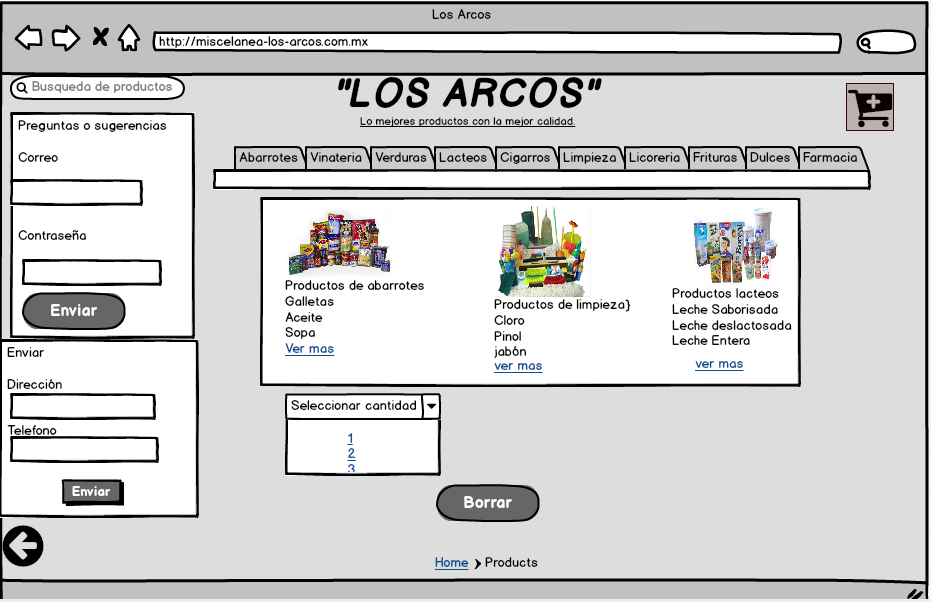 Los Arcos
http://miscelanea-los-arcos.com.mx
Busqueda de productos
"LOS ARCOS"
Lo mejores productos con la mejor calidad.
Preguntas o sugerencias
Correo
Contraseña
Enviar
Abarrotes Vinateria Verduras Lacteos Cigarros Limpieza Licoreria Frituras Dulces Farmacia
Productos de abarrotes
Galletas
Aceite
Sopa
Ver mas
Productos de limpieza}
Cloro
Pinol
jabón
ver mas
Productos lacteos
Leche Saborisada
Leche deslactosada
Leche Entera
ver mas
Enviar
Dirección
Telefono
Enviar
Seleccionar cantidad
1
2
3
Borrar
Home > Products